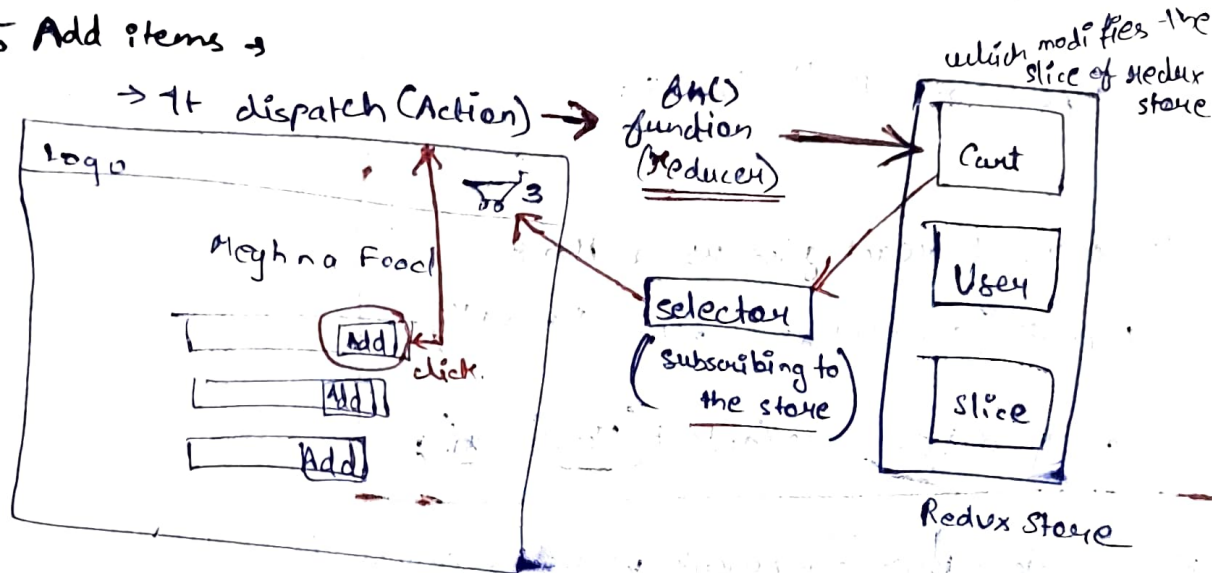 Add items →
→ It dispatch (Action) →
fn()
function
(reducer)
which modifies the
slice of redux
store
Logo
3
Meghna Food
Add
click.
Add
Add
selector
(subscribing to
the store)
Cart
User
Slice
Redux Store